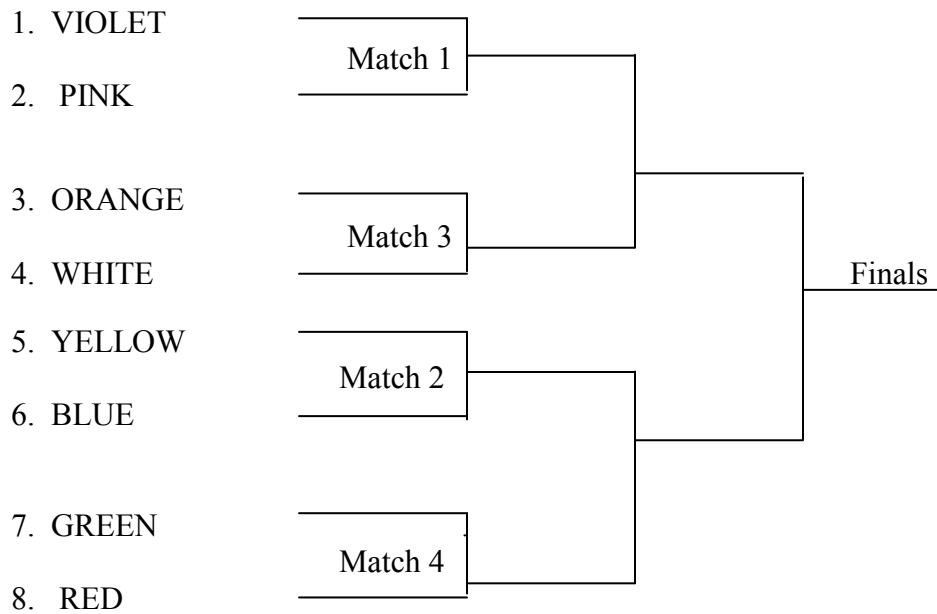 1. VIOLET
Match 1
2. PINK
3. ORANGE
Match 3
4. WHITE
Finals
5. YELLOW
Match 2
6. BLUE
7. GREEN
Match 4
8. RED